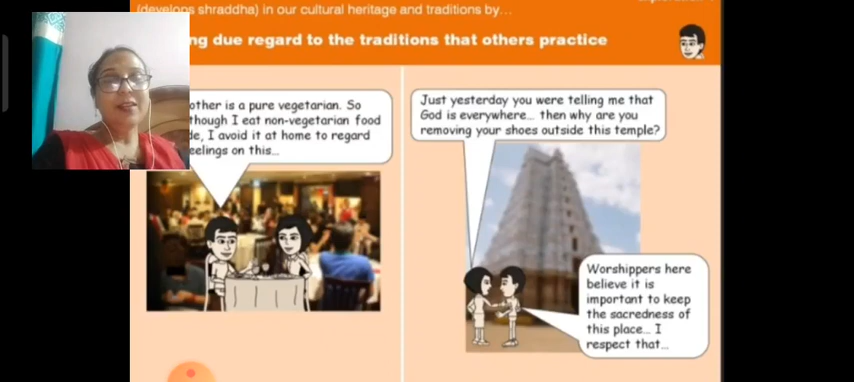 (develops shraddha) in our cultural heritage and traditions by...
ng due regard to the traditions that others practice
other is a pure vegetarian. So
though I eat non-vegetarian food
de, I avoid it at home to regard
eelings on this...
Just yesterday you were telling me that
God is everywhere... then why are you
removing your shoes outside this temple?
Worshippers here
believe it is
important to keep
the sacredness of
this place... I
respect that...